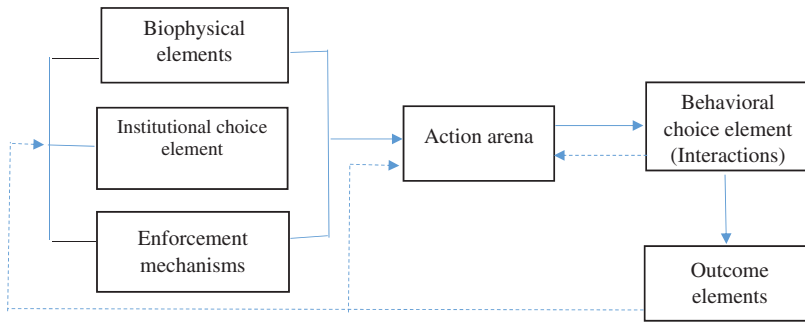 Biophysical
elements
Institutional choice
element
Enforcement
mechanisms
Action arena
Behavioral
choice element
(Interactions)
Outcome
elements